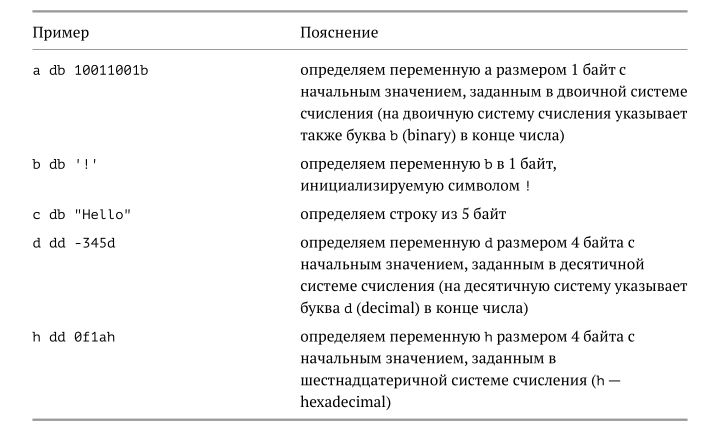 Пример Пояснение
a db 10011001b определяем переменную a размером 1 байт с
начальным значением, заданным в двоичной системе
счисления (на двоичную систему счисления указывает
также буква b (binary) в конце числа)
b db '!' определяем переменную b в 1 байт,
инициализируемую символом !
c db "Hello" определяем строку из 5 байт
d dd -345d определяем переменную d размером 4 байта с
начальным значением, заданным в десятичной
системе счисления (на десятичную систему указывает
буква d (decimal) в конце числа)
h dd 0f1ah определяем переменную h размером 4 байта с
начальным значением, заданным в
шестнадцатеричной системе счисления (h —
hexadecimal)